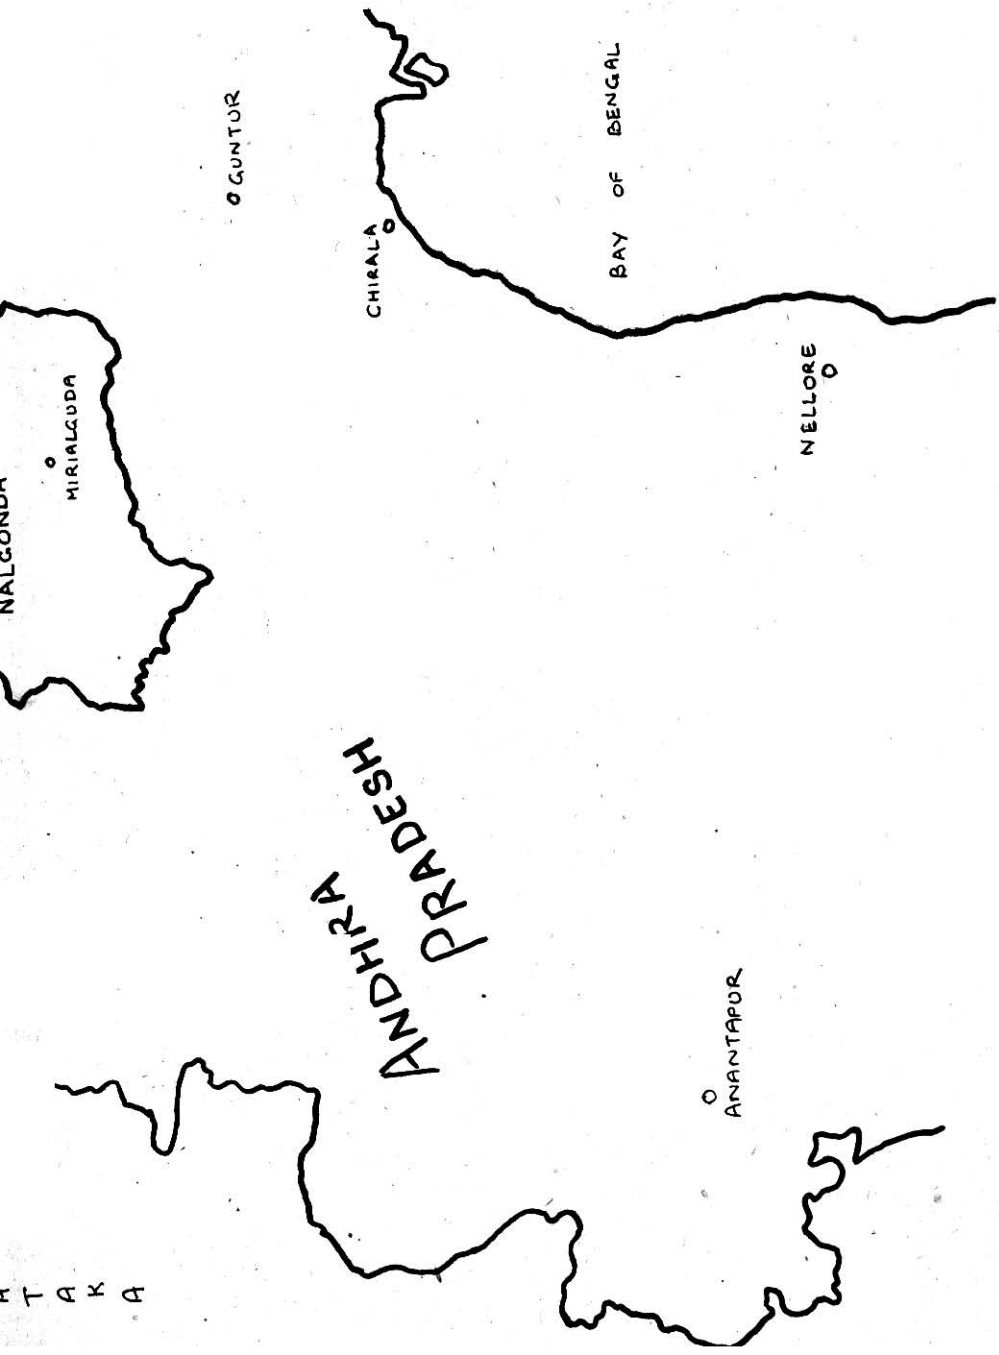 NALGONDA
MIRIALGUDA
GUNTUR
CHIRALA
BAY OF BENGAL
NELLORE
ANDHRA
PRADESH
ANANTAPUR
T
A
K
A